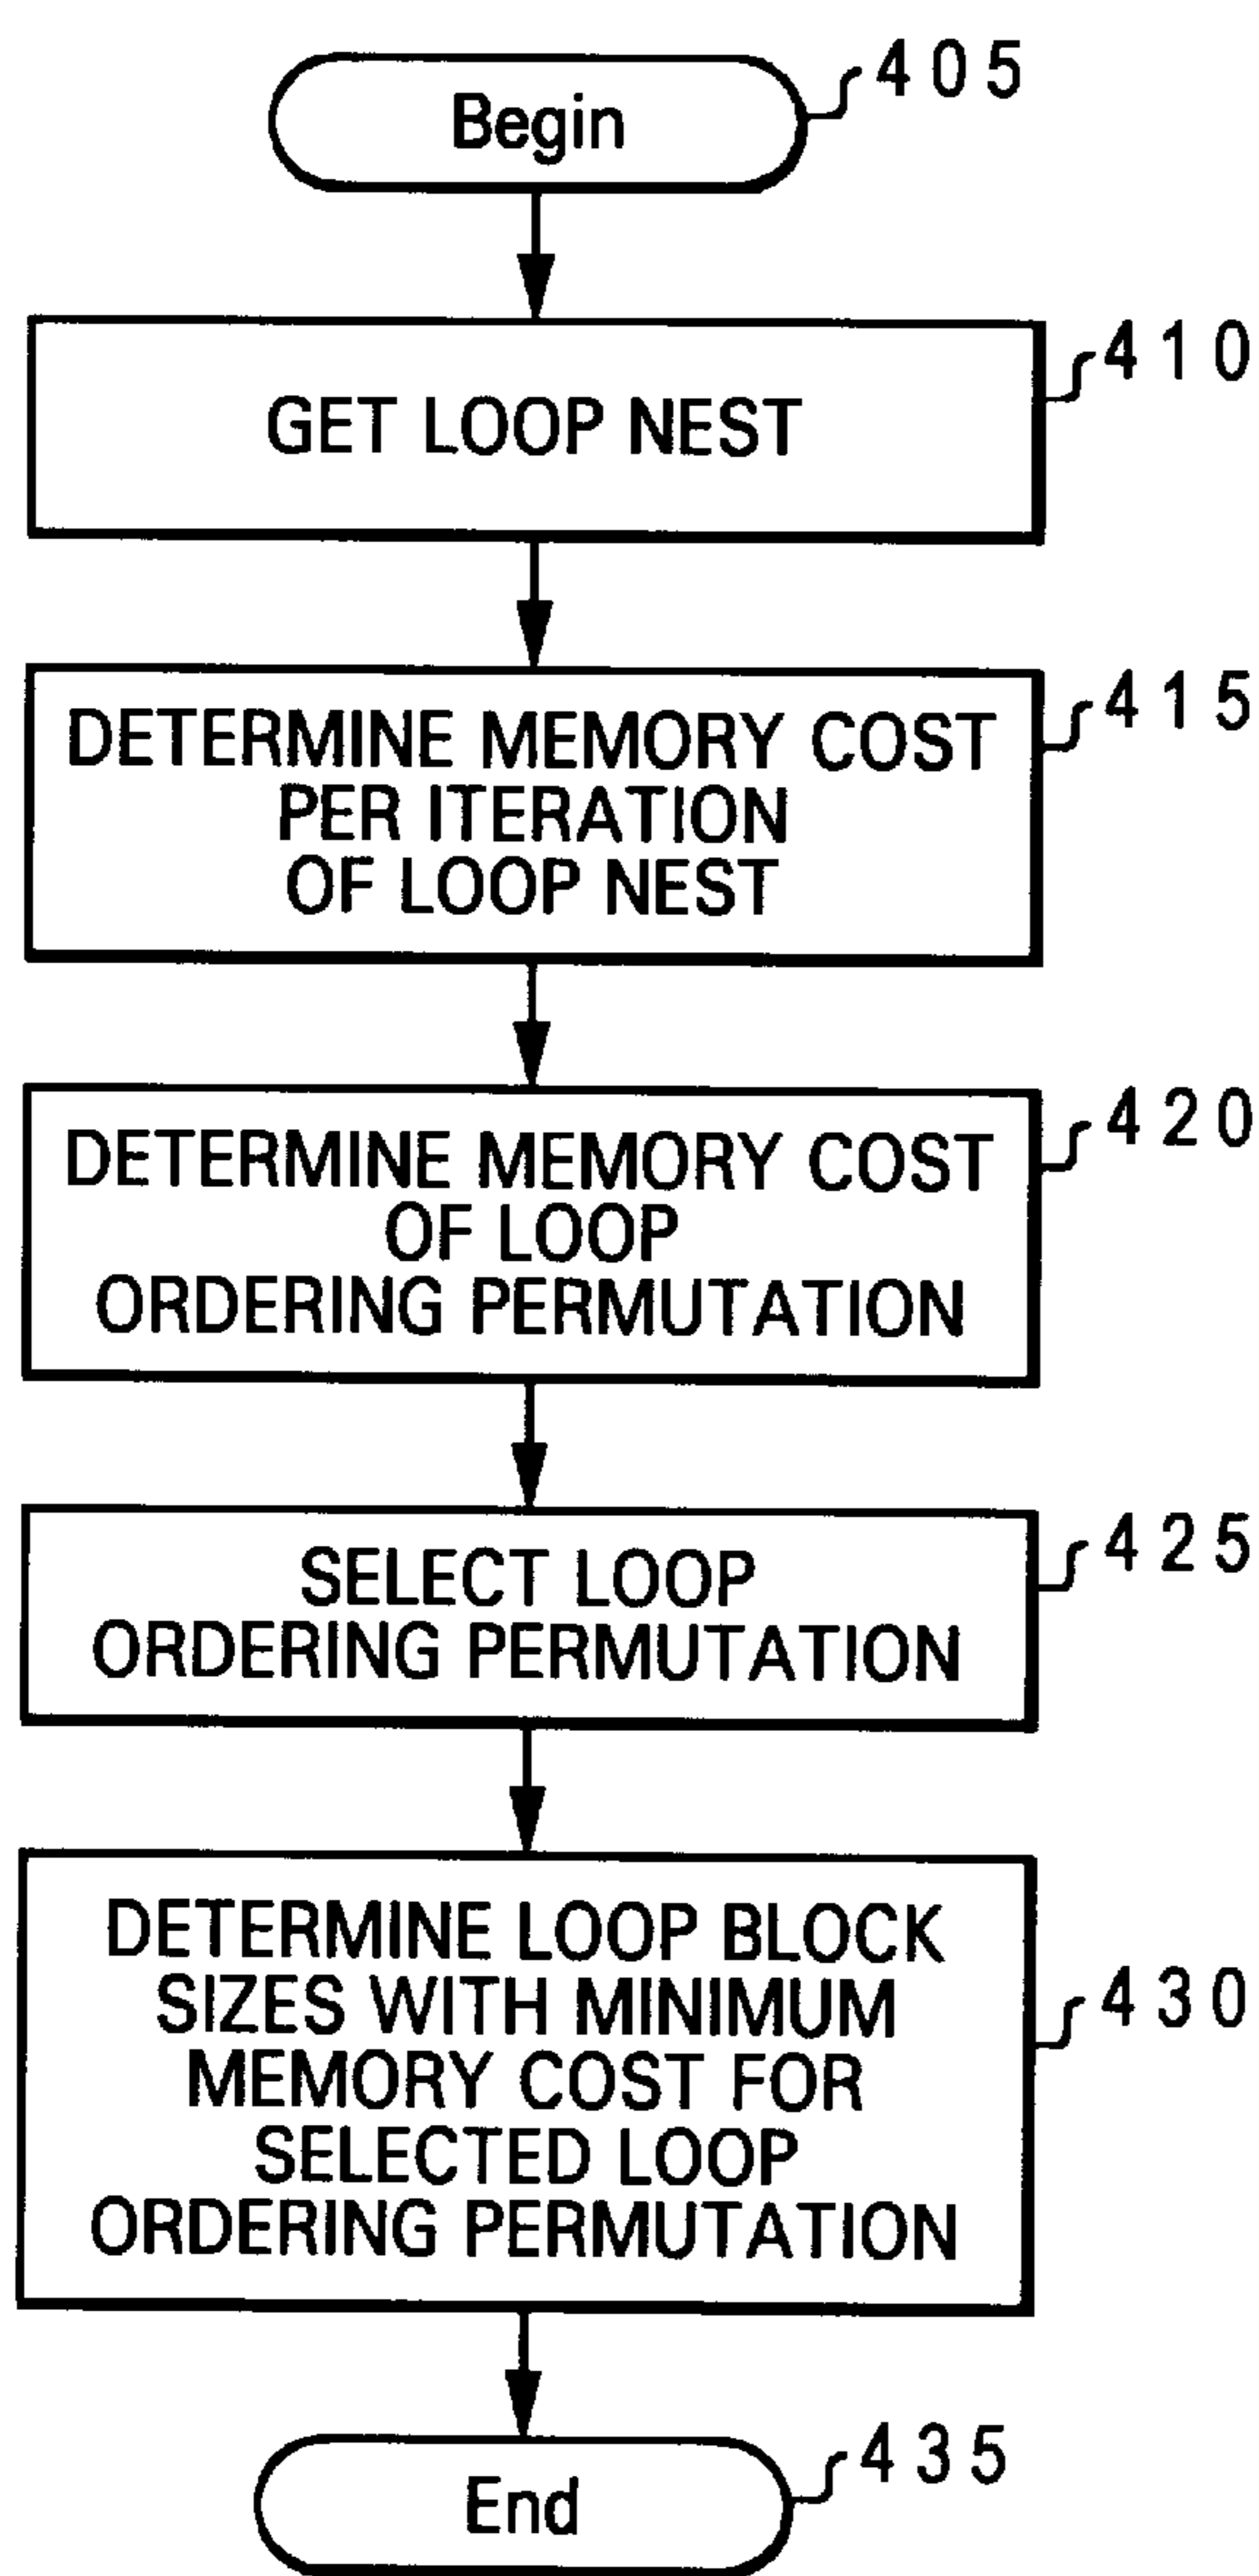 405
Begin
410
GET LOOP NEST
415
DETERMINE MEMORY COST
PER ITERATION
OF LOOP NEST
420
DETERMINE MEMORY COST
OF LOOP
ORDERING PERMUTATION
425
SELECT LOOP
ORDERING PERMUTATION
430
DETERMINE LOOP BLOCK
SIZES WITH MINIMUM
MEMORY COST FOR
SELECTED LOOP
ORDERING PERMUTATION
435
End